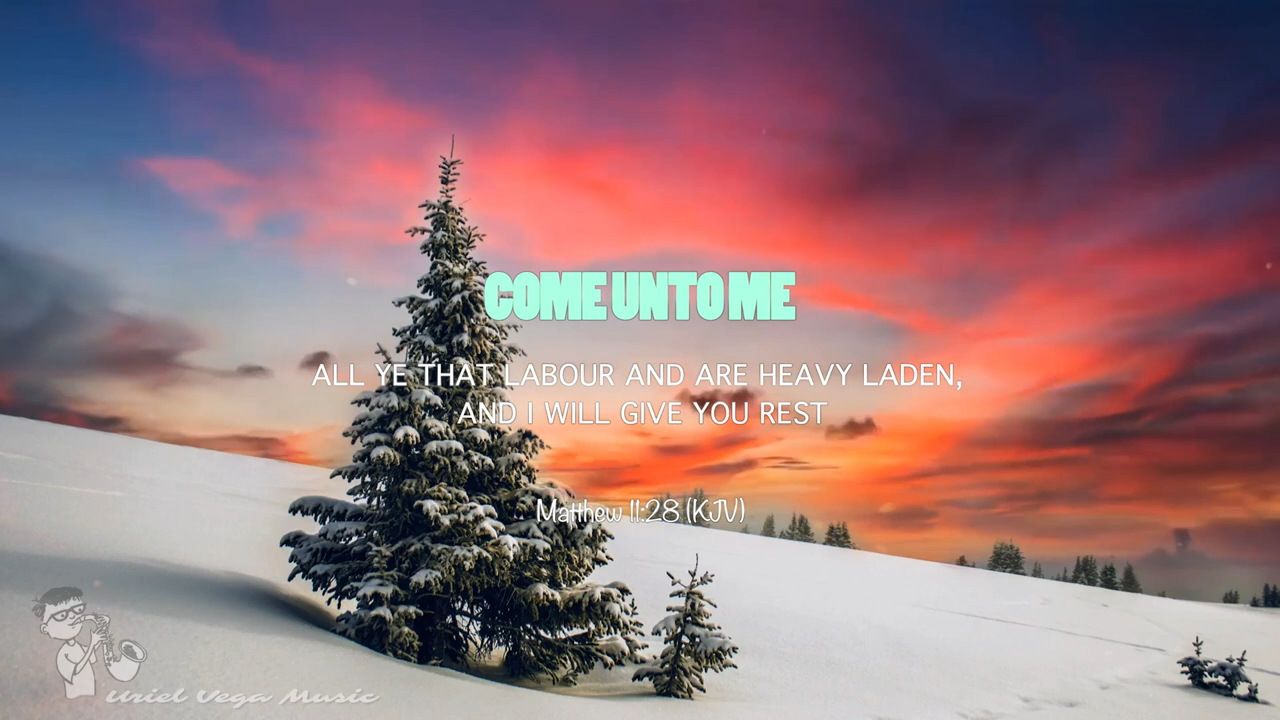 COME UNTO ME
ALL YE THAT LABOUR AND ARE HEAVY LADEN,
AND I WILL GIVE YOU REST
Matthew 11:28 (KJV)
Uriel Vega Music